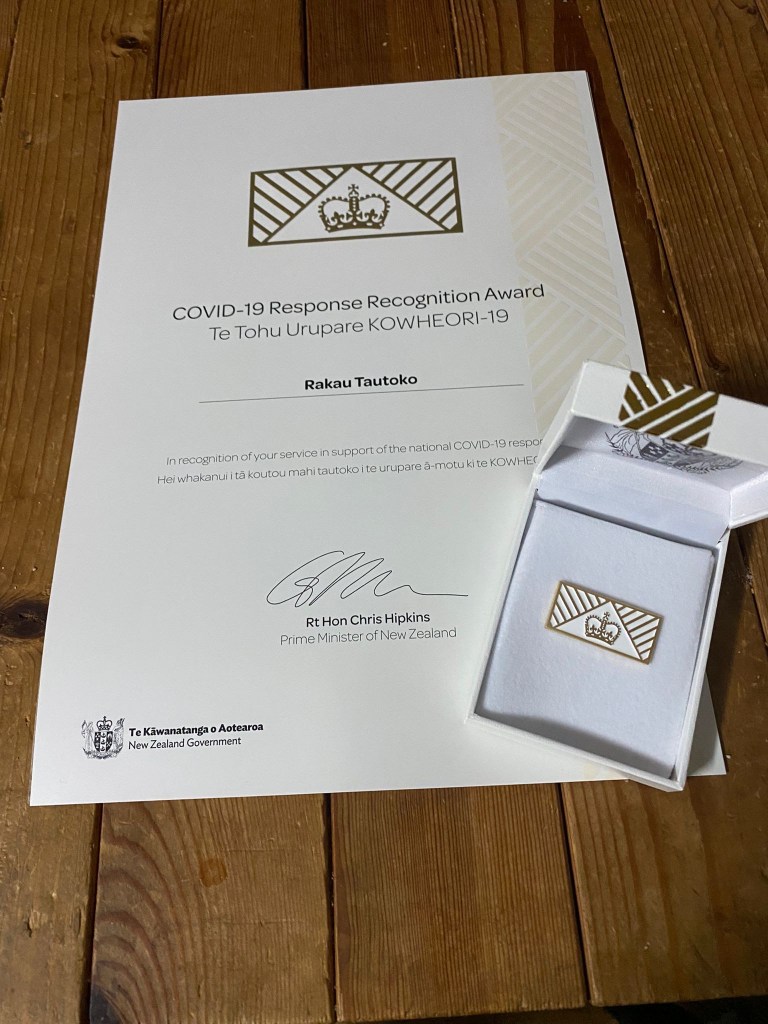 COVID-19 Response Recognition Award
Te Tohu Urupare KOWHEORI-19
Rakau Tautoko
In recognition of your service in support of the national COVID-19
Hei whakanui i tā koutou mahi tautoko i te urupare ā-motu ki te
Rt Hon Chris Hipkins
Prime Minister of New Zealand
Te Kāwanatanga o Aotearoa
New Zealand Government